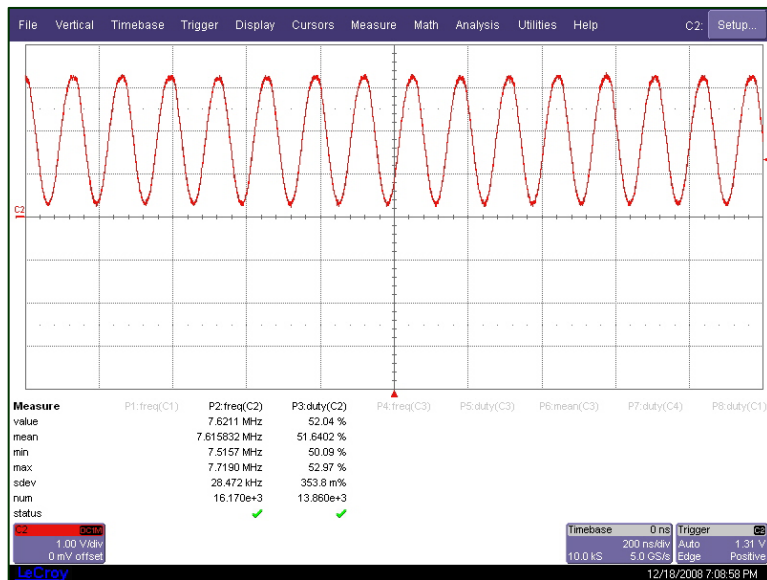 File Vertical Timebase Trigger Display Cursors Measure Math Analysis Utilities Help C2: Setup...
C2
Measure P1:freq(C1) P2:freq(C2) P3:duty(C2) P4:freq(C3) P5:duty(C3) P6:mean(C3) P7:duty(C4) P8:duty(C1)
value 7.6211 MHz 52.04 %
mean 7.615832 MHz 51.6402 %
min 7.5157 MHz 50.09 %
max 7.7190 MHz 52.97 %
sdev 28.472 kHz 353.8 m%
num 16.170e+3 13.860e+3
status
C2 DC1M
1.00 V/div
0 mV offset
Timebase 0 ns
200 ns/div
10.0 kS 5.0 GS/s
Trigger C2
Auto 1.31 V
Edge Positive
LeCroy 12/18/2008 7:08:58 PM